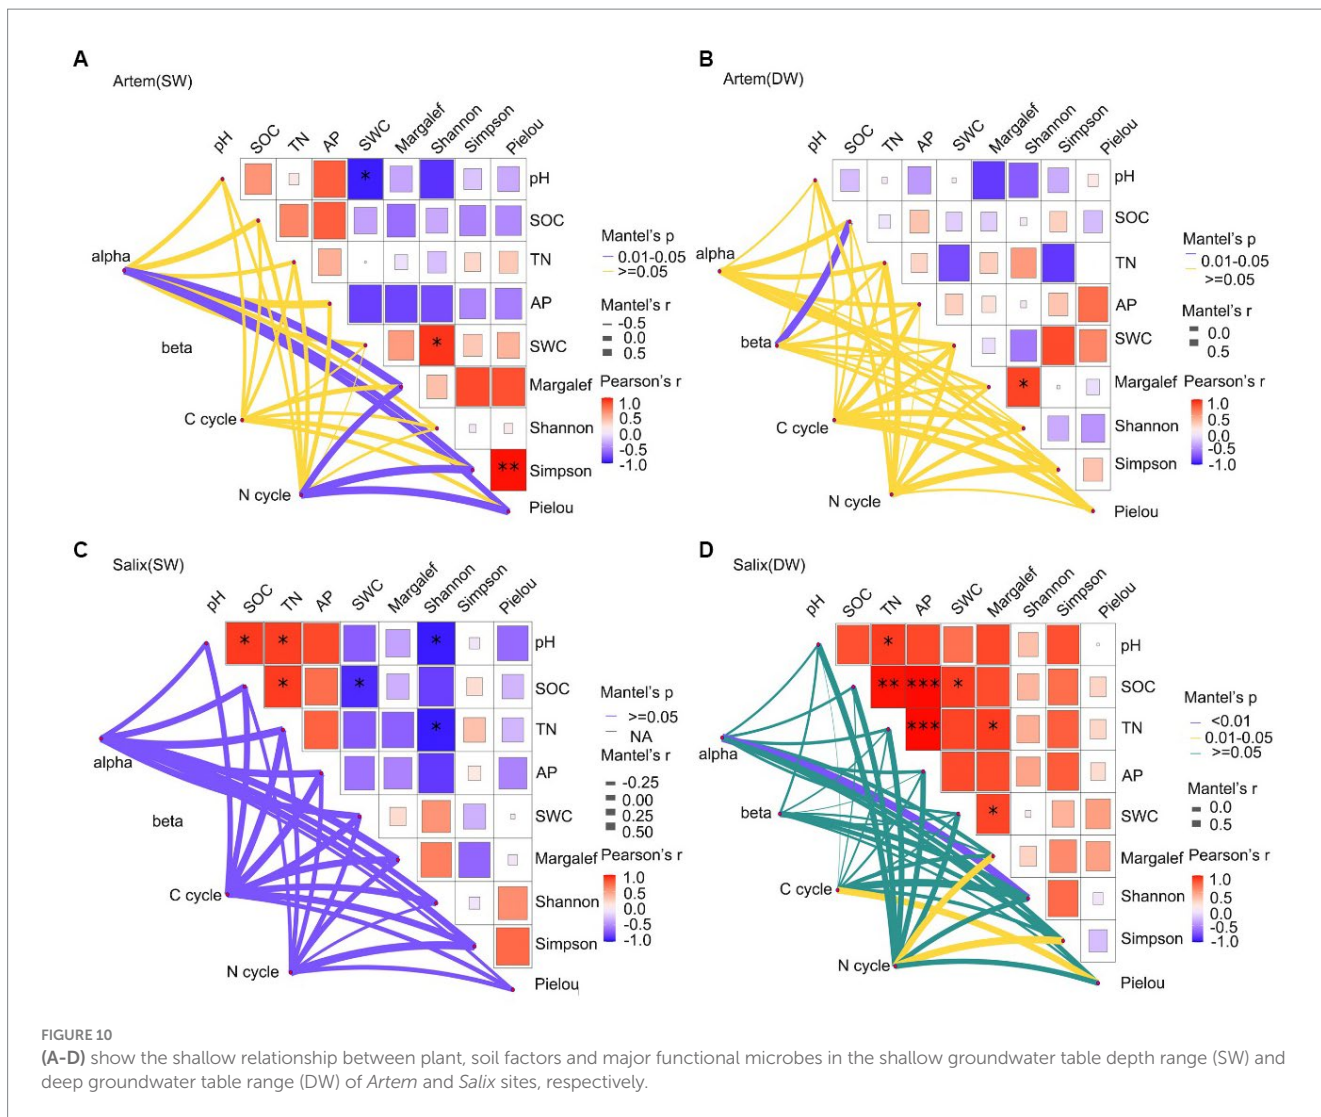 A
Artem(SW)
pH
SOC
TN
AP
SWC
Margalef
Shannon
Simpson
Pielou
*
pH
SOC
TN
AP
*
SWC
Margalef
Shannon
**
Simpson
Pielou
alpha
beta
C cycle
N cycle
Mantel's p
0.01-0.05
>=0.05
Mantel's r
-0.5
0.0
0.5
Pearson's r
1.0
0.5
0.0
-0.5
-1.0
B
Artem(DW)
pH
SOC
TN
AP
SWC
Margalef
Shannon
Simpson
Pielou
pH
SOC
TN
AP
SWC
*
Margalef
Shannon
Simpson
Pielou
alpha
beta
C cycle
N cycle
Mantel's p
0.01-0.05
>=0.05
Mantel's r
0.0
0.5
Pearson's r
1.0
0.5
0.0
-0.5
-1.0
C
Salix(SW)
pH
SOC
TN
AP
SWC
Margalef
Shannon
Simpson
Pielou
* * *
pH
* *
SOC
*
TN
AP
SWC
Margalef
Shannon
Simpson
Pielou
alpha
beta
C cycle
N cycle
Mantel's p
>=0.05
NA
Mantel's r
-0.25
0.00
0.25
0.50
Pearson's r
1.0
0.5
0.0
-0.5
-1.0
D
Salix(DW)
pH
SOC
TN
AP
SWC
Margalef
Shannon
Simpson
Pielou
*
pH
** *** *
SOC
*** *
TN
AP
*
SWC
Margalef
Shannon
Simpson
Pielou
alpha
beta
C cycle
N cycle
Mantel's p
<0.01
0.01-0.05
>=0.05
Mantel's r
0.0
0.5
Pearson's r
1.0
0.5
0.0
-0.5
-1.0
FIGURE 10
(A-D) show the shallow relationship between plant, soil factors and major functional microbes in the shallow groundwater table depth range (SW) and
deep groundwater table range (DW) of Artem and Salix sites, respectively.